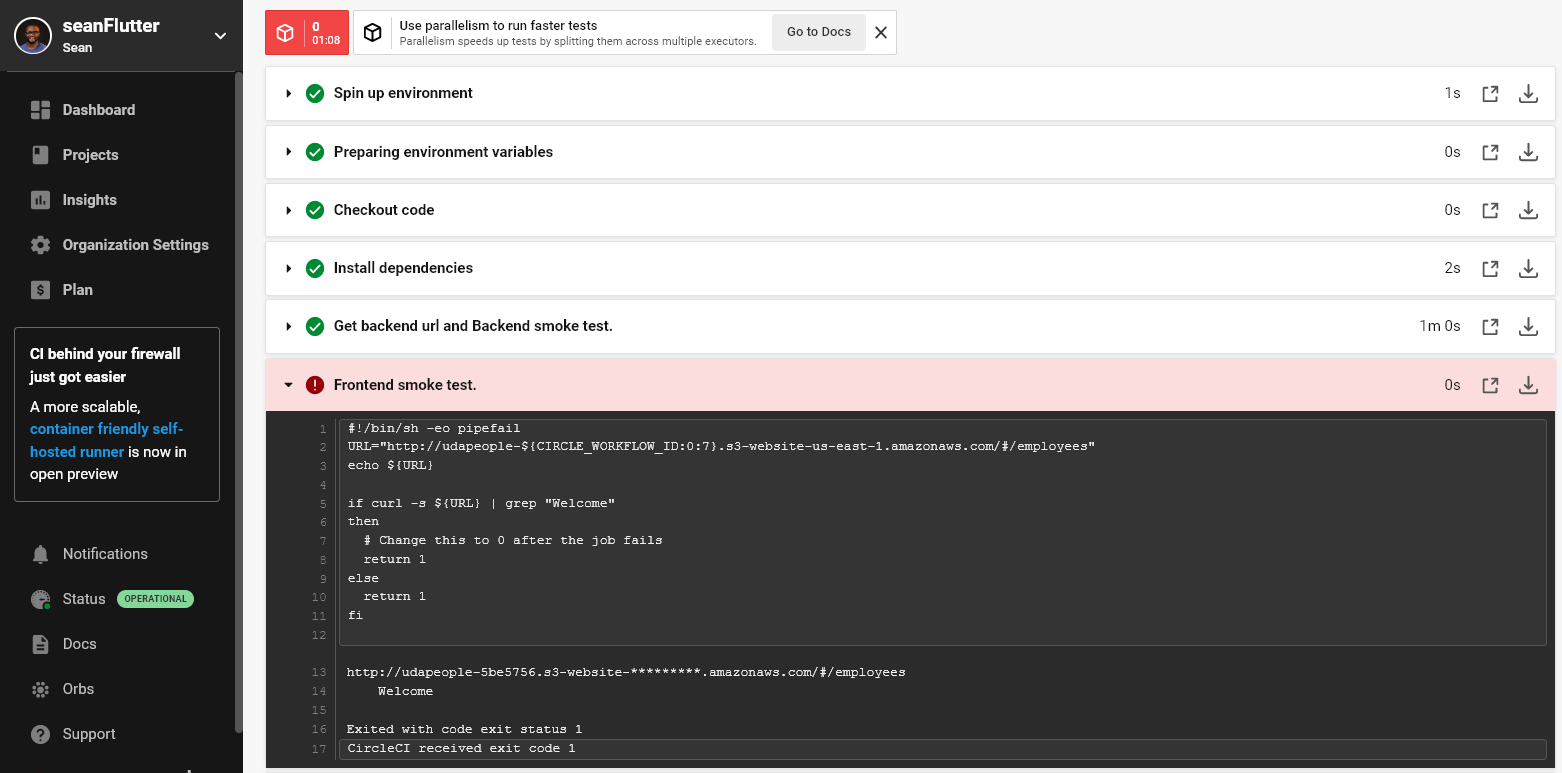 seanFlutter
Sean
Dashboard
Projects
Insights
Organization Settings
Plan
CI behind your firewall
just got easier
A more scalable,
container friendly self-
hosted runner is now in
open preview
Notifications
Status OPERATIONAL
Docs
Orbs
Support
0
01:08
Use parallelism to run faster tests
Parallelism speeds up tests by splitting them across multiple executors.
Go to Docs
Spin up environment 1s
Preparing environment variables 0s
Checkout code 0s
Install dependencies 2s
Get backend url and Backend smoke test. 1m 0s
Frontend smoke test. 0s
1 #!/bin/sh -eo pipefail
2 URL="http://udapeople-${CIRCLE_WORKFLOW_ID:0:7}.s3-website-us-east-1.amazonaws.com/#/employees"
3 echo ${URL}
4
5 if curl -s ${URL} | grep "Welcome"
6 then
7 # Change this to 0 after the job fails
8 return 1
9 else
10 return 1
11 fi
12
13 http://udapeople-5be5756.s3-website-*********.amazonaws.com/#/employees
14 Welcome
15
16 Exited with code exit status 1
17 CircleCI received exit code 1